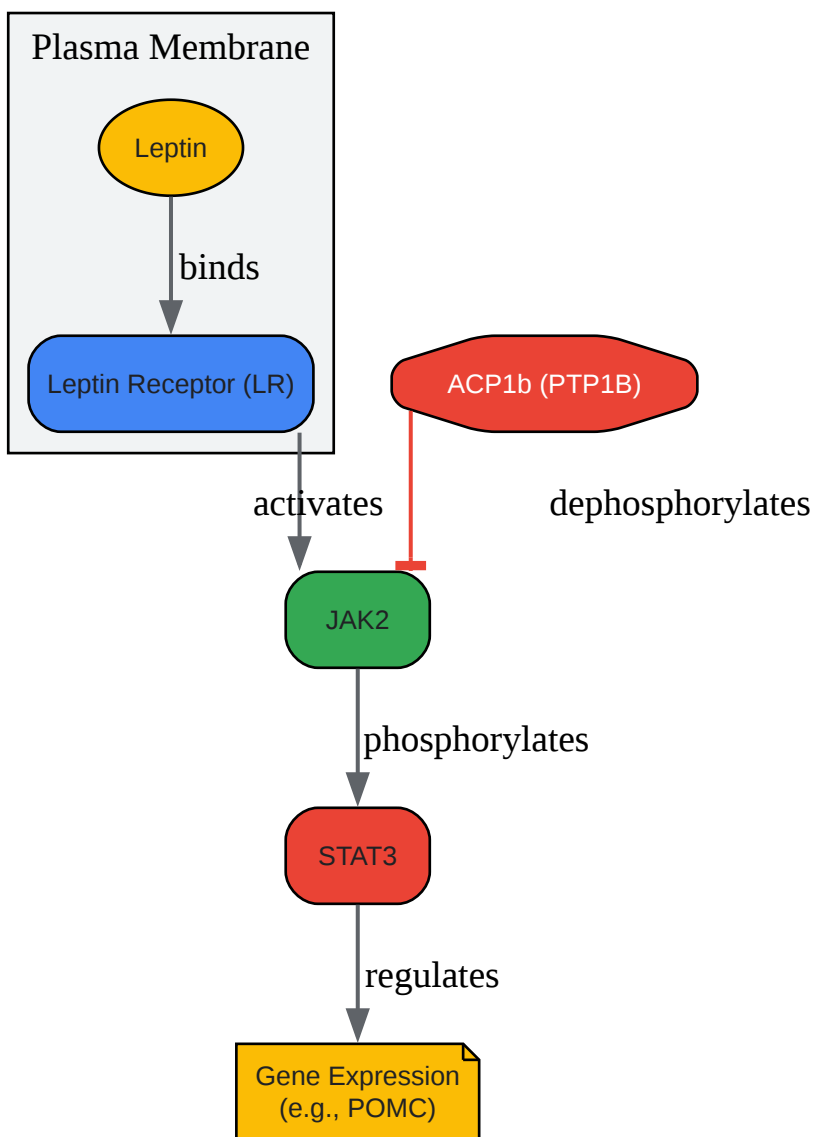 Plasma Membrane
Leptin
binds
Leptin Receptor (LR)
ACP1b (PTP1B)
activates
dephosphorylates
JAK2
phosphorylates
STAT3
regulates
Gene Expression
(e.g., POMC)